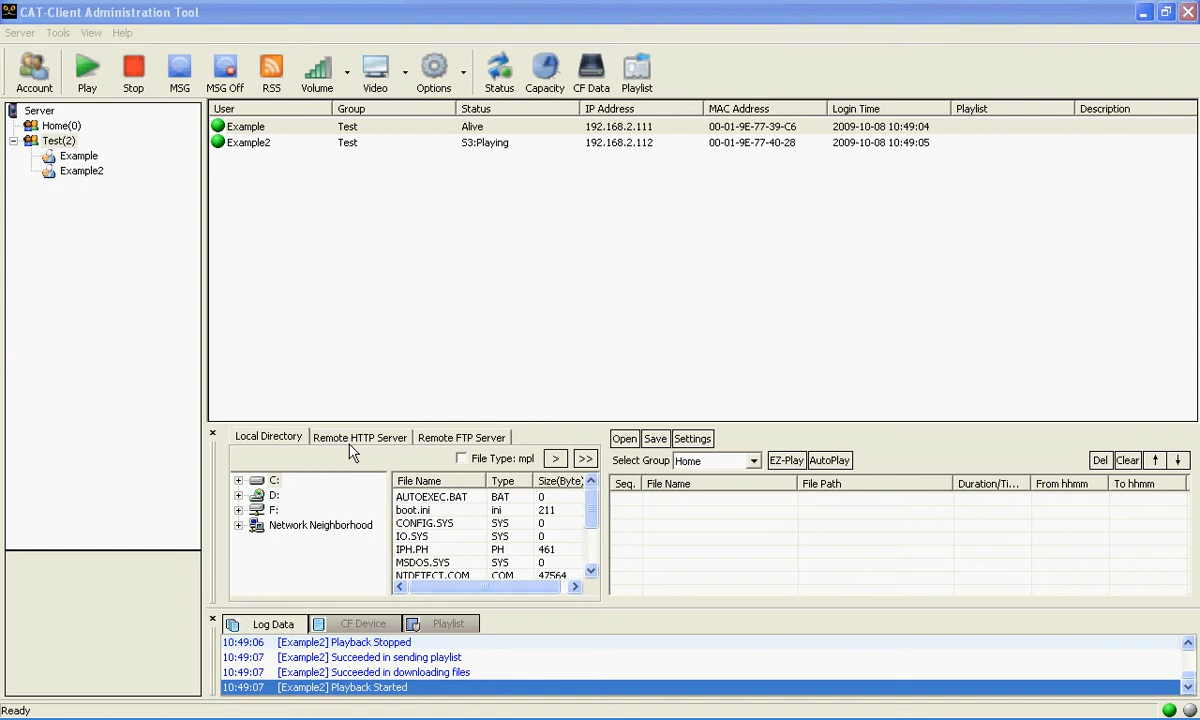 CAT-Client Administration Tool
Server Tools View Help
Account Play Stop MSG MSG Off RSS Volume Video Options Status Capacity CF Data Playlist
Server
Home(0)
Test(2)
Example
Example2
User Group Status IP Address MAC Address Login Time Playlist Description
Example Test Alive 192.168.2.111 00-01-9E-77-39-C6 2009-10-08 10:49:04
Example2 Test S3:Playing 192.168.2.112 00-01-9E-77-40-28 2009-10-08 10:49:05
Local Directory Remote HTTP Server Remote FTP Server
File Type: mpl > >>
C:
D:
F:
Network Neighborhood
File Name Type Size(Byte)
AUTOEXEC.BAT BAT 0
boot.ini ini 211
CONFIG.SYS SYS 0
IO.SYS SYS 0
IPH.PH PH 461
MSDOS.SYS SYS 0
NTDETECT.COM COM 47564
Open Save Settings
Select Group Home EZ-Play AutoPlay Del Clear
Seq. File Name File Path Duration/Ti... From hhmm To hhmm
Log Data CF Device Playlist
10:49:06 [Example2] Playback Stopped
10:49:07 [Example2] Succeeded in sending playlist
10:49:07 [Example2] Succeeded in downloading files
10:49:07 [Example2] Playback Started
Ready